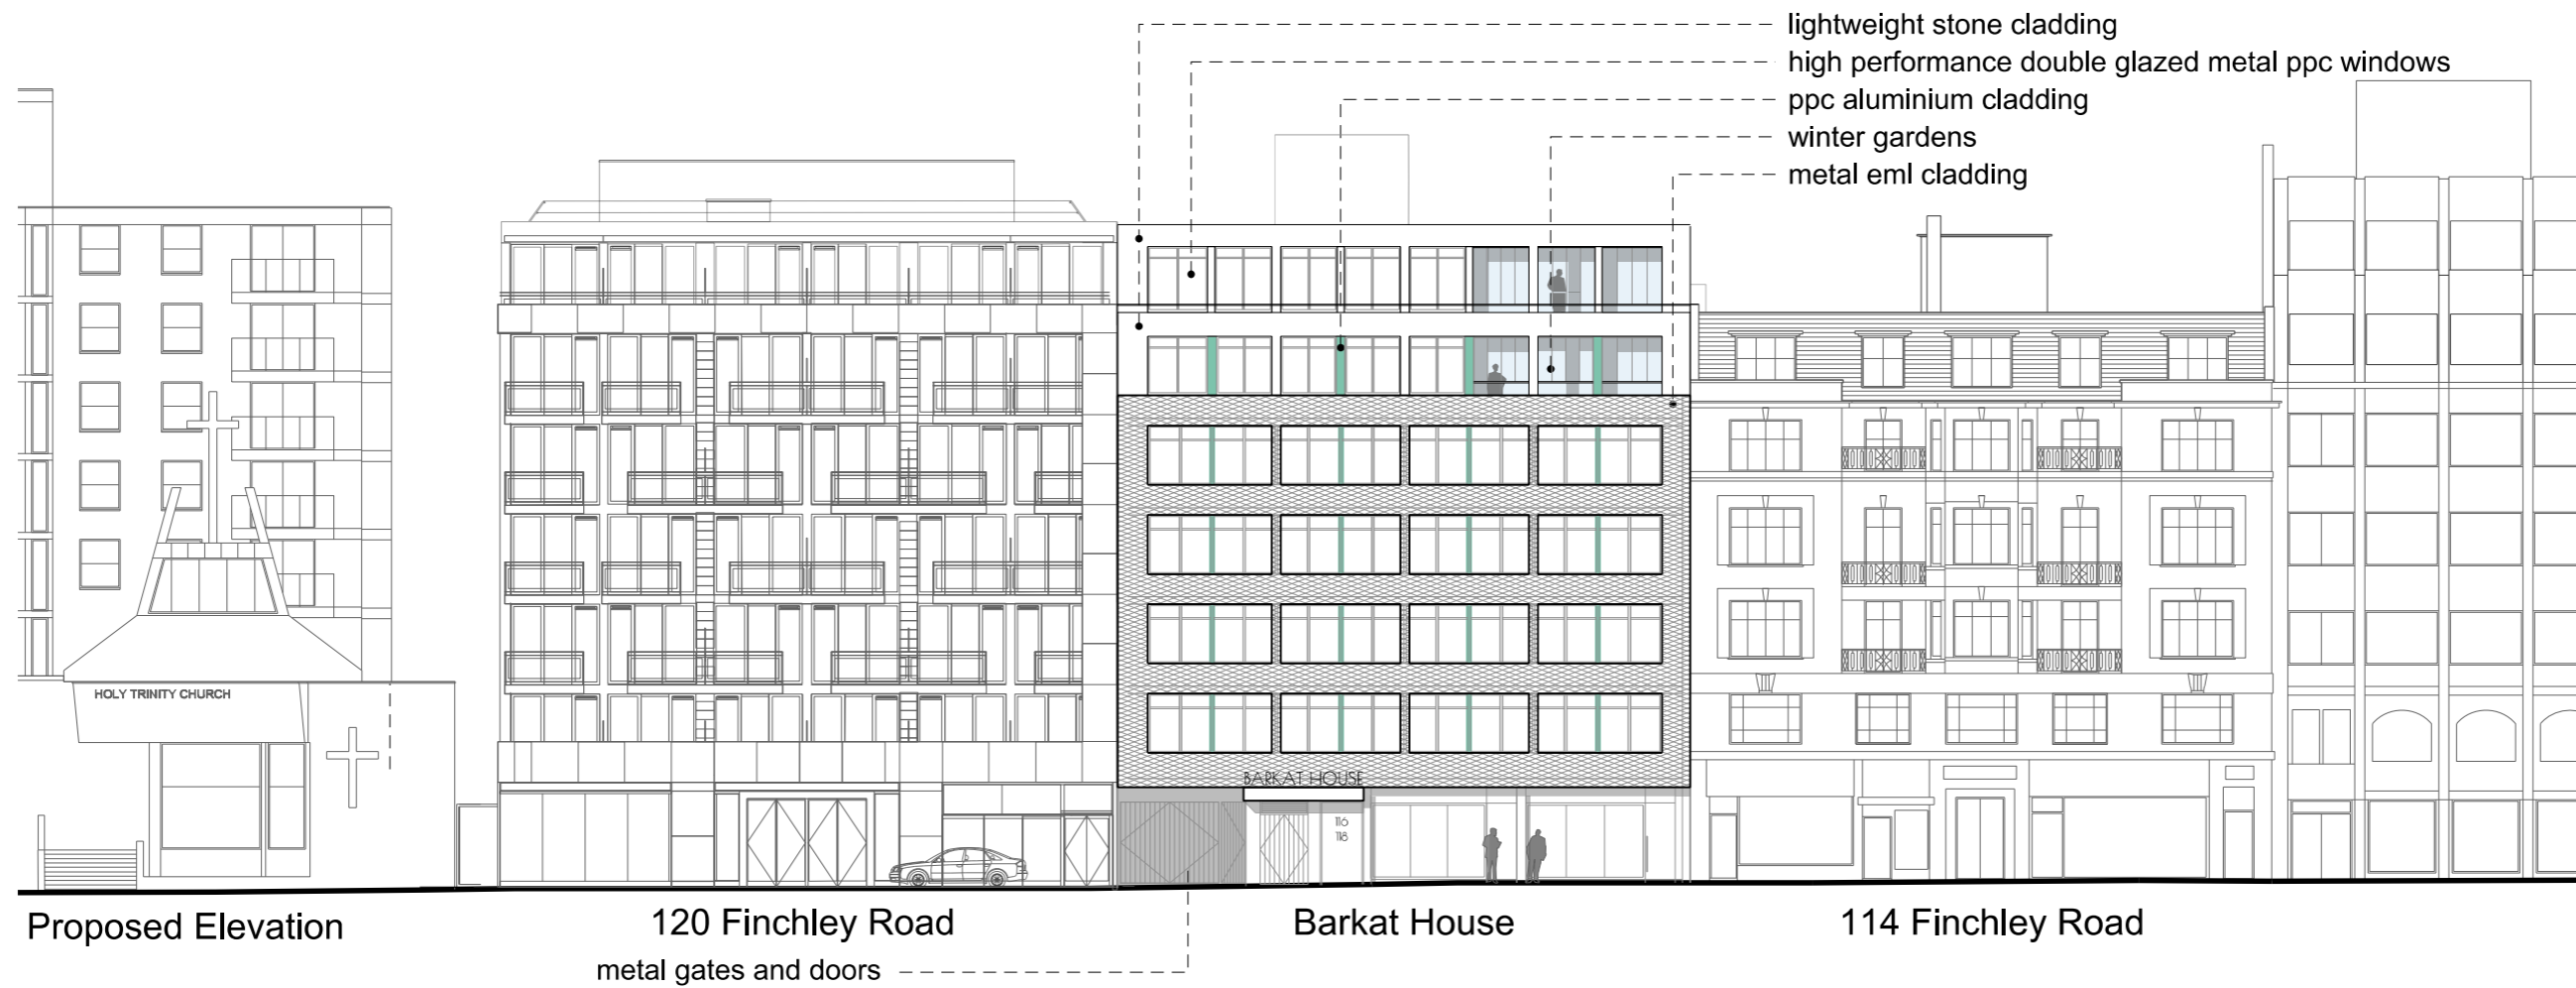 lightweight stone cladding
high performance double glazed metal ppc windows
ppc aluminium cladding
winter gardens
metal eml cladding
HOLY TRINITY CHURCH
BARKAT HOUSE
116
118
Proposed Elevation
120 Finchley Road
Barkat House
114 Finchley Road
metal gates and doors